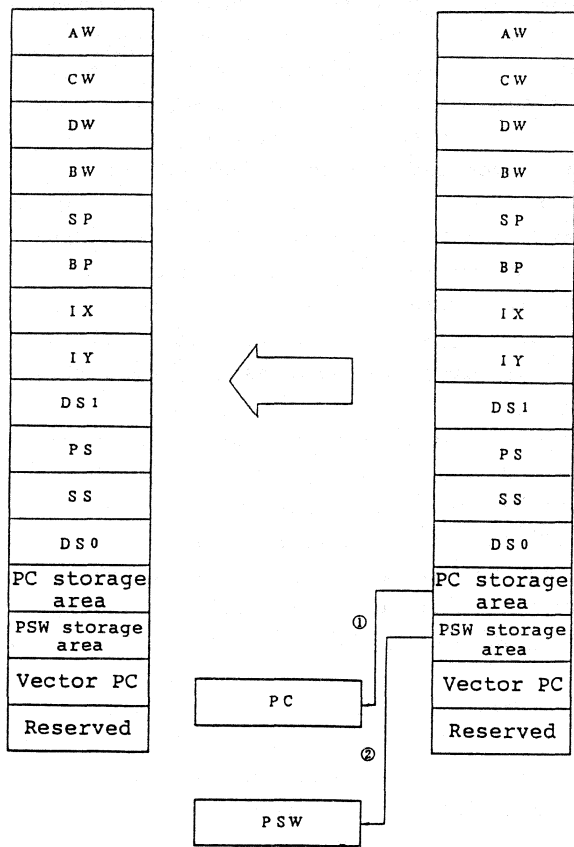 AW
CW
DW
BW
SP
BP
IX
IY
DS1
PS
SS
DS0
PC storage
area
PSW storage
area
Vector PC
Reserved
①
PC
②
PSW
AW
CW
DW
BW
SP
BP
IX
IY
DS1
PS
SS
DS0
PC storage
area
PSW storage
area
Vector PC
Reserved